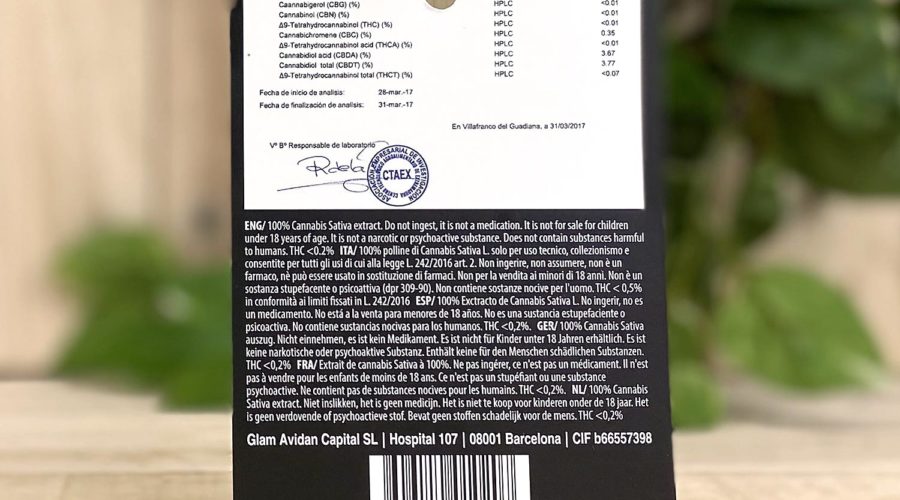 Caannabigerol (CBG) (%) HPLC <0.01
Cannabinol (CBN) (%) HPLC <0.01
Δ9-Tetrahydrocannabinol (THC) (%) HPLC <0.01
Cannabichromene (CBC) (%) HPLC 0.35
Δ9-Tetrahydrocannabinol acid (THCA) (%) HPLC <0.01
Cannabidiol acid (CBDA) (%) HPLC 3.67
Cannabidiol total (CBDT) (%) HPLC 3.77
Δ9-Tetrahydrocannabinol total (THCT) (%) HPLC <0.07
Fecha de inicio de analisis: 28-mar.-17
Fecha de finalización de analisis: 31-mar.-17
En Villafranco del Guadiana, a 31/03/2017
Vº Bº Responsable de laboratorio
CTAEX
ENG/ 100% Cannabis Sativa extract. Do not ingest, it is not a medication. It is not for sale for children
under 18 years of age. It is not a narcotic or psychoactive substance. Does not contain substances harmful
to humans. THC <0.2% ITA/ 100% polline di Cannabis Sativa L. solo per uso tecnico, collezionismo e
consentite per tutti gli usi di cui alla legge L. 242/2016 art. 2. Non ingerire, non assumere, non è un
farmaco, nè può essere usato in sostituzione di farmaci. Non per la vendita ai minori di 18 anni. Non è un
sostanza stupefacente o psicoattiva (dpr 309-90). Non contiene sostanze nocive per l'uomo. THC < 0,5%
in conformità ai limiti fissati in L. 242/2016 ESP/ 100% Exctracto de Cannabis Sativa L. No ingerir, no es
un medicamento. No está a la venta para menores de 18 años. No es una sustancia estupefaciente o
psicoactiva. No contiene sustancias nocivas para los humanos. THC <0,2%. GER/ 100% Cannabis Sativa
auszug. Nicht einnehmen, es ist kein Medikament. Es ist nicht für Kinder unter 18 Jahren erhältlich. Es ist
keine narkotische oder psychoaktive Substanz. Enthält keine für den Menschen schädlichen Substanzen.
THC <0,2% FRA/ Extrait de cannabis Sativa à 100%. Ne pas ingérer, ce n'est pas un médicament. Il n'est
pas à vendre pour les enfants de moins de 18 ans. Ce n'est pas un stupéfiant ou une substance
psychoactive. Ne contient pas de substances nocives pour les humains. THC <0,2%. NL/ 100% Cannabis
Sativa extract. Niet inslikken, het is geen medicijn. Het is niet te koop voor kinderen onder de 18 jaar. Het
is geen verdovende of psychoactieve stof. Bevat geen stoffen schadelijk voor de mens. THC <0,2%
Glam Avidan Capital SL | Hospital 107 | 08001 Barcelona | CIF b66557398